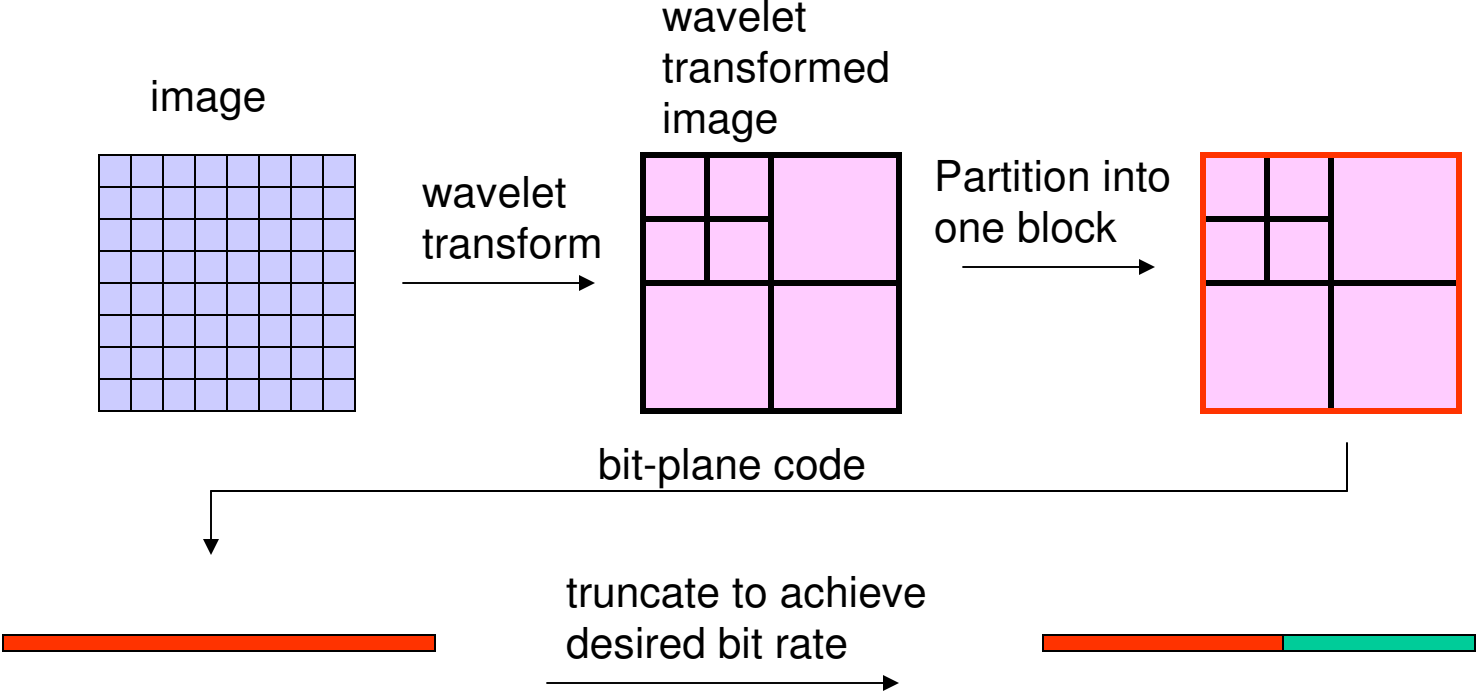 image
wavelet
transform
wavelet
transformed
image
Partition into
one block
bit-plane code
truncate to achieve
desired bit rate